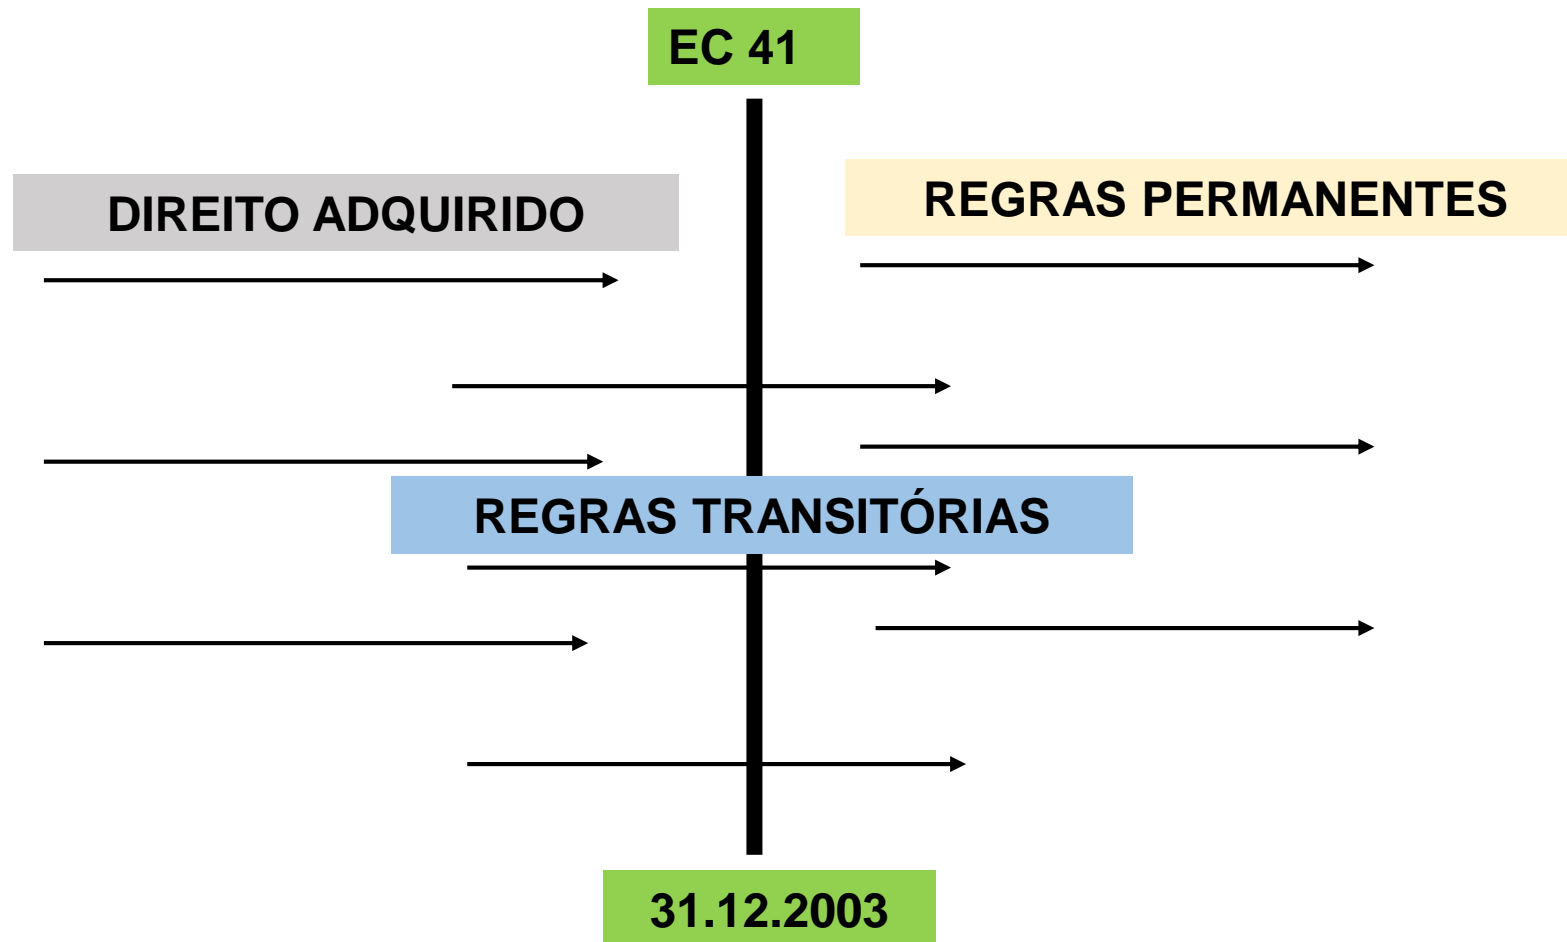 EC 41
DIREITO ADQUIRIDO
REGRAS PERMANENTES
REGRAS TRANSITÓRIAS
31.12.2003